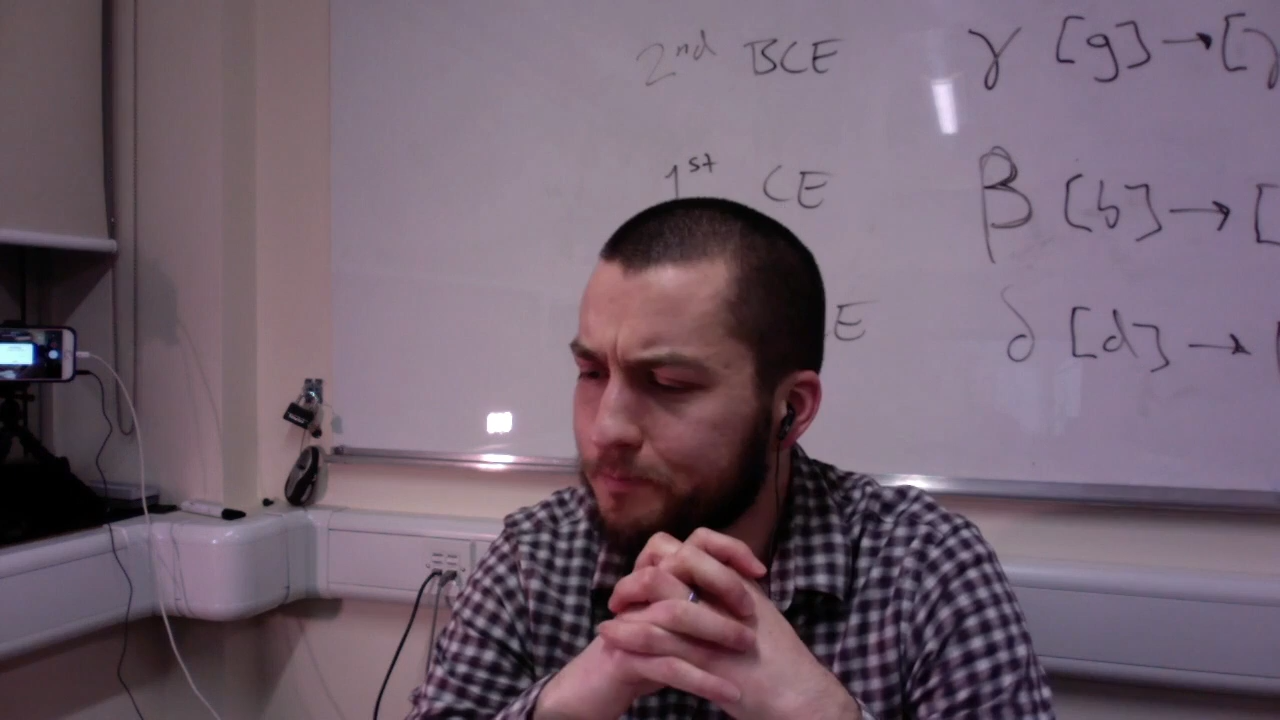 2nd BCE γ [g] → [γ
1st CE β [b] → [
E δ [d] → [